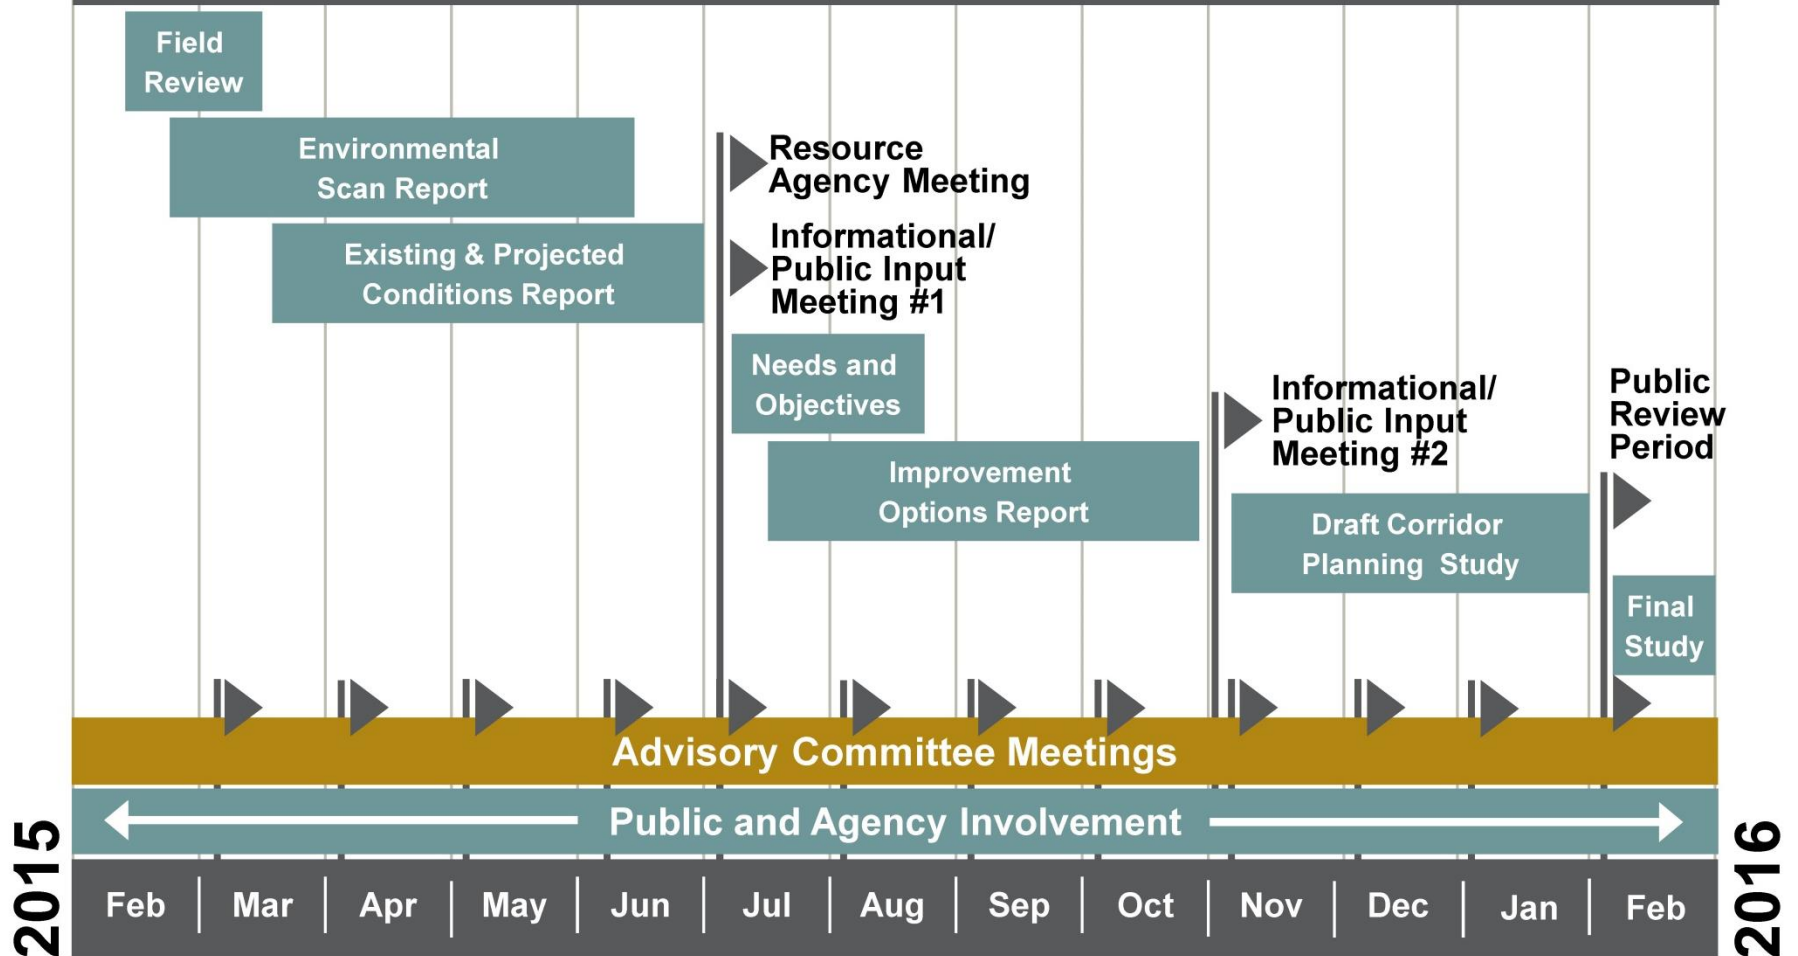 Field
Review
Environmental
Scan Report
Resource
Agency Meeting
Existing & Projected
Conditions Report
Informational/
Public Input
Meeting #1
Needs and
Objectives
Informational/
Public Input
Meeting #2
Public
Review
Period
Improvement
Options Report
Draft Corridor
Planning Study
Final
Study
Advisory Committee Meetings
Public and Agency Involvement
2015
Feb Mar Apr May Jun Jul Aug Sep Oct Nov Dec Jan Feb
2016